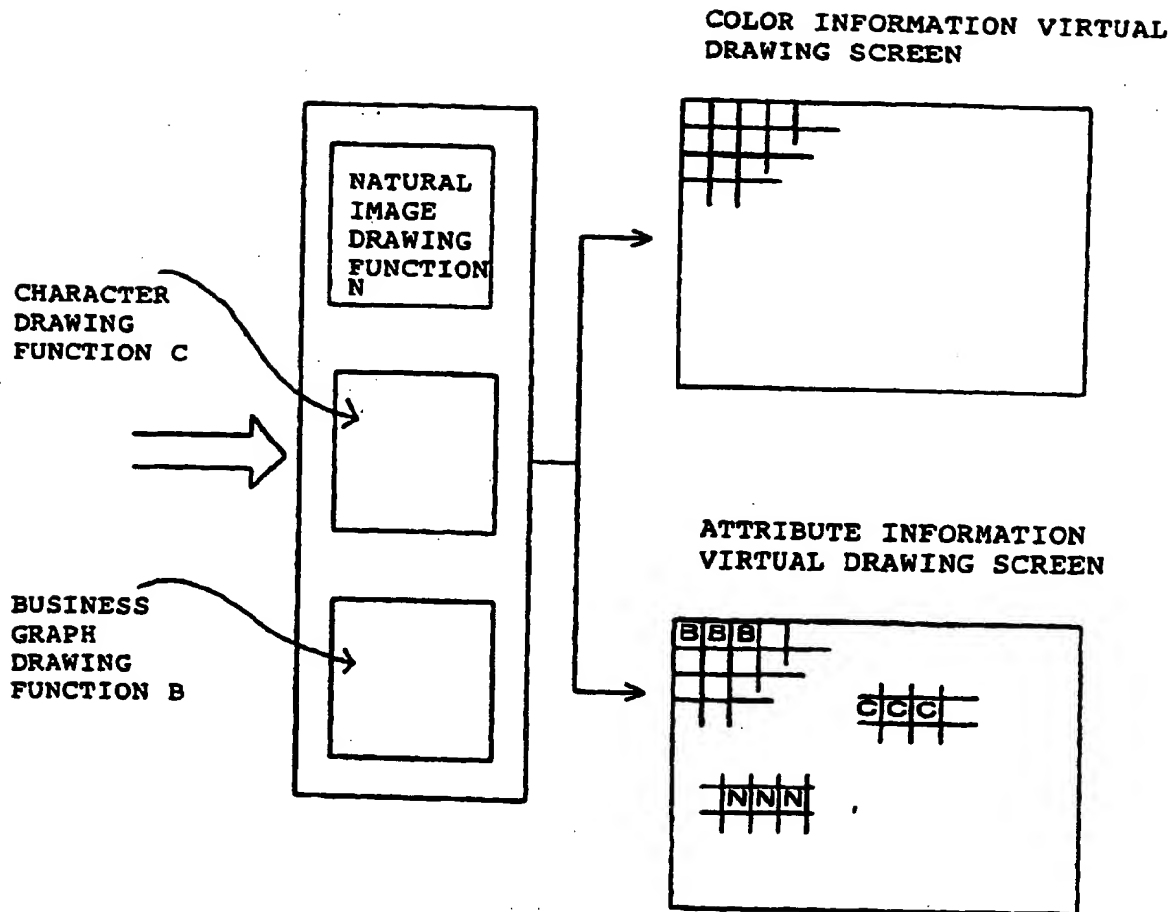 COLOR INFORMATION VIRTUAL
DRAWING SCREEN
NATURAL
IMAGE
DRAWING
FUNCTION
N
CHARACTER
DRAWING
FUNCTION C
BUSINESS
GRAPH
DRAWING
FUNCTION B
ATTRIBUTE INFORMATION
VIRTUAL DRAWING SCREEN
B B B
C C C
N N N